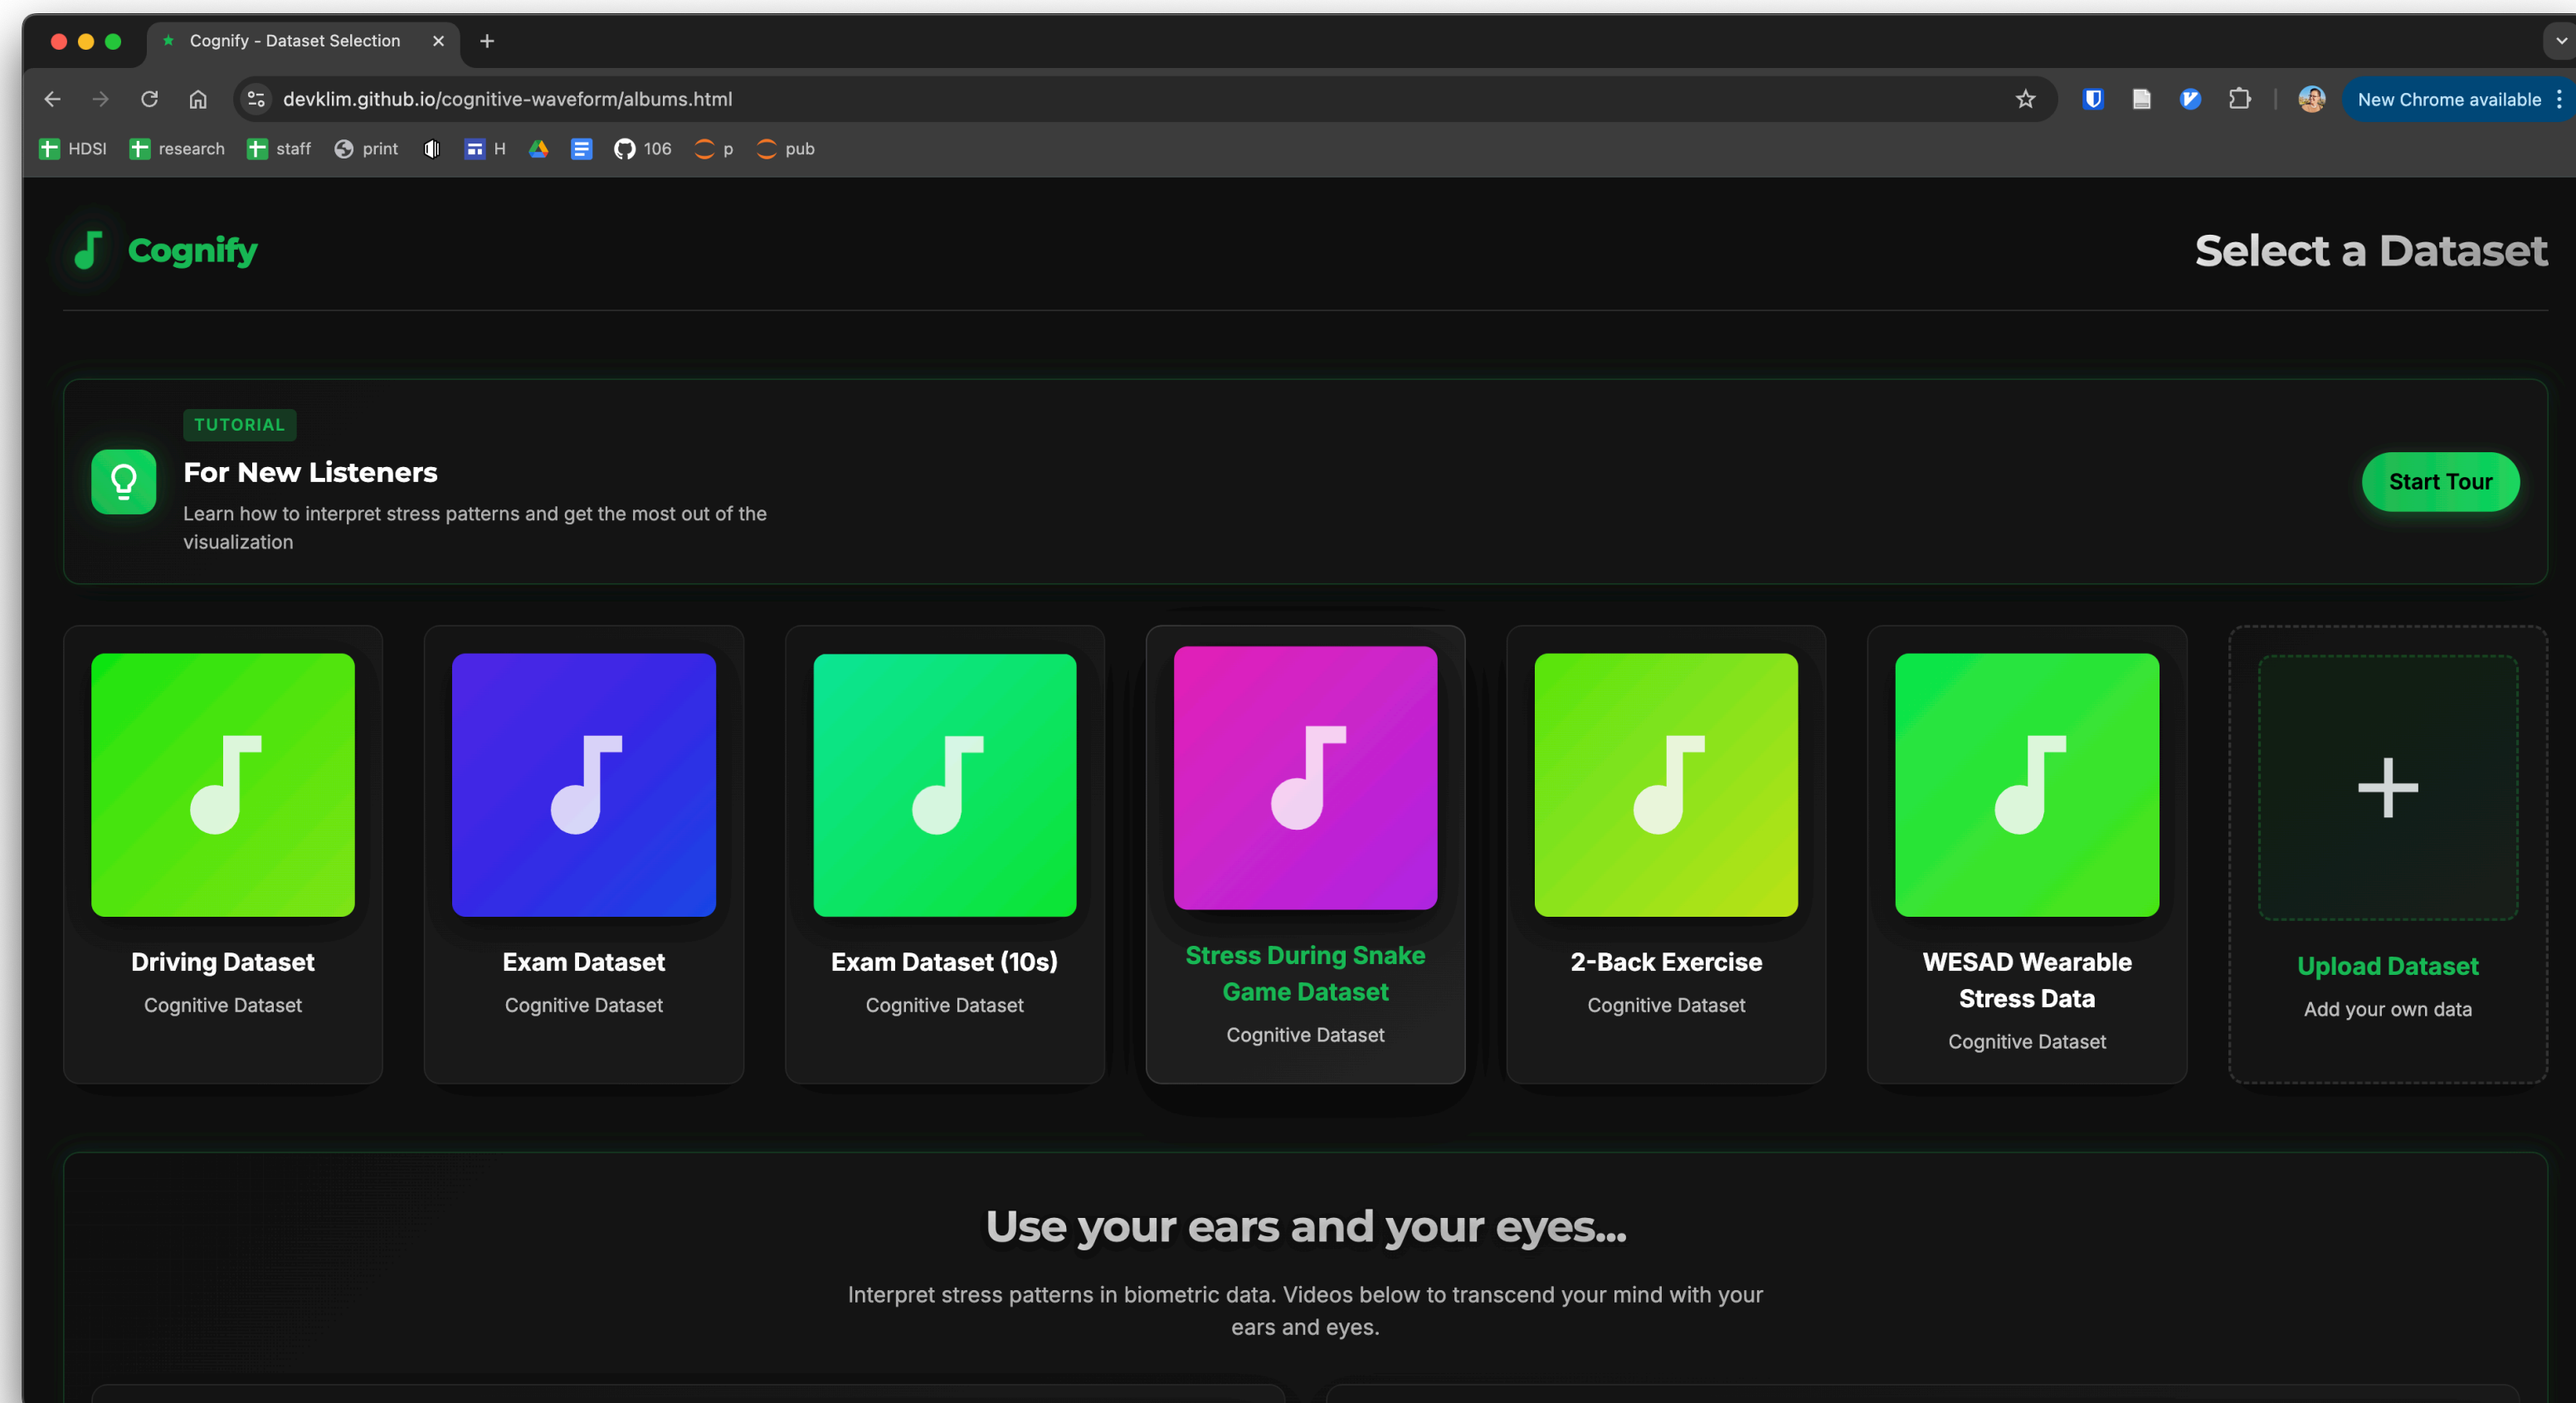 Cognify - Dataset Selection
devklim.github.io/cognitive-waveform/albums.html
New Chrome available
HDSI
research
staff
print
H
106
p
pub
Cognify
Select a Dataset
TUTORIAL
For New Listeners
Learn how to interpret stress patterns and get the most out of the
visualization
Start Tour
Driving Dataset
Cognitive Dataset
Exam Dataset
Cognitive Dataset
Exam Dataset (10s)
Cognitive Dataset
Stress During Snake
Game Dataset
Cognitive Dataset
2-Back Exercise
Cognitive Dataset
WESAD Wearable
Stress Data
Cognitive Dataset
Upload Dataset
Add your own data
Use your ears and your eyes...
Interpret stress patterns in biometric data. Videos below to transcend your mind with your
ears and eyes.